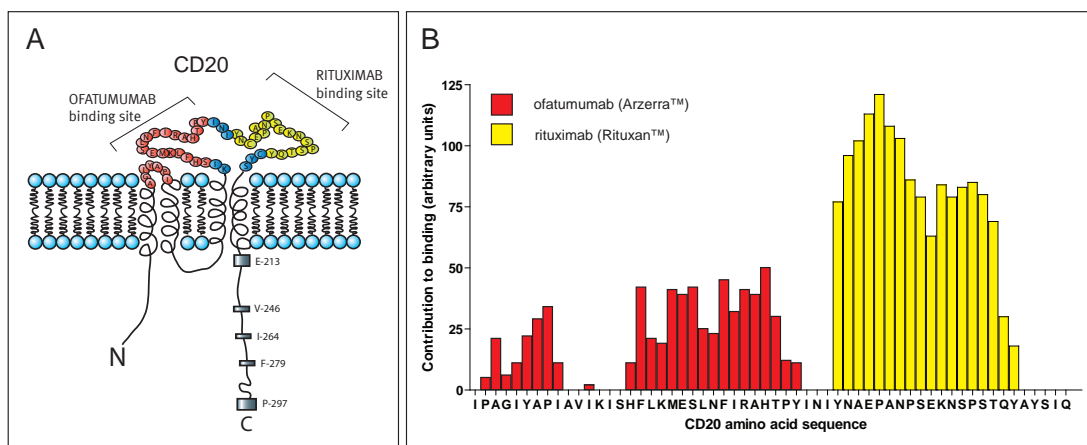 A
CD20
OFATUMUMAB
binding site
RITUXIMAB
binding site
E-213
V-246
I-264
F-279
P-297
N
C
B
Contribution to binding (arbitrary units)
125
100
75
50
25
0
ofatumumab (Arzerra™)
rituximab (Rituxan™)
IPAGIYAPIAVIKISHFLKMESLNFIRAHTPYINIYNAEPANPSEKNSPSTQYAYSIQ
CD20 amino acid sequence